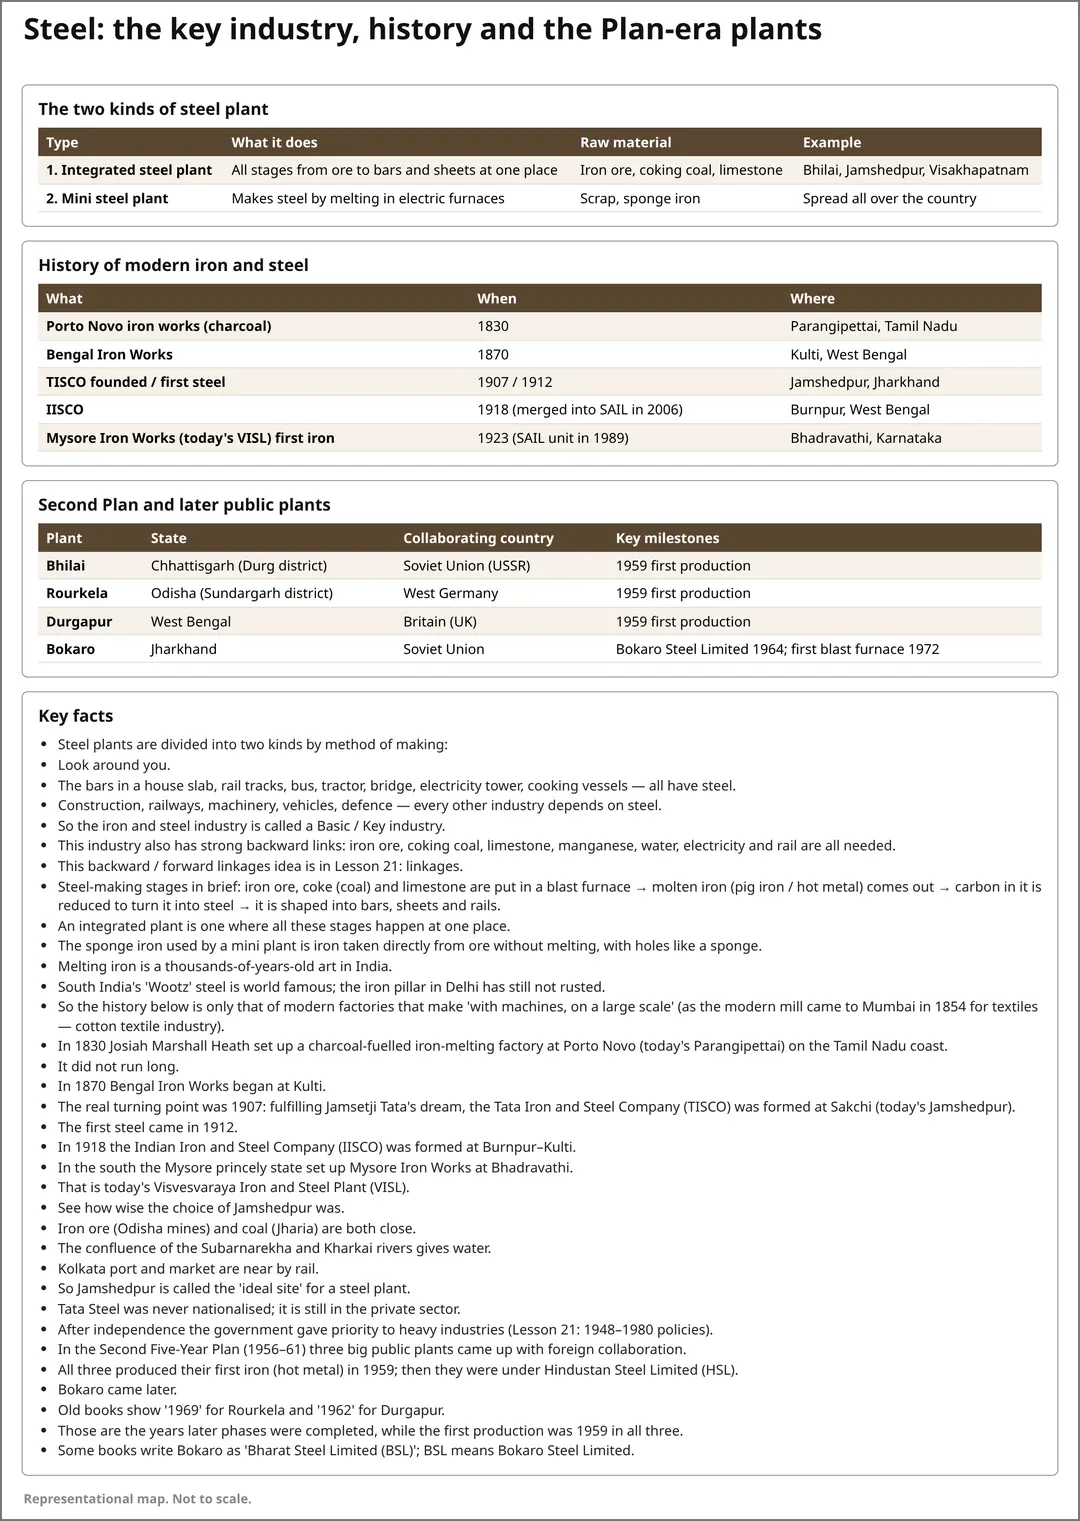 Steel: the key industry, history and the Plan-era plants
The two kinds of steel plant
Type What it does Raw material Example
1. Integrated steel plant All stages from ore to bars and sheets at one place Iron ore, coking coal, limestone Bhilai, Jamshedpur, Visakhapatnam
2. Mini steel plant Makes steel by melting in electric furnaces Scrap, sponge iron Spread all over the country
History of modern iron and steel
What When Where
Porto Novo iron works (charcoal) 1830 Parangipettai, Tamil Nadu
Bengal Iron Works 1870 Kulti, West Bengal
TISCO founded / first steel 1907 / 1912 Jamshedpur, Jharkhand
IISCO 1918 (merged into SAIL in 2006) Burnpur, West Bengal
Mysore Iron Works (today's VISL) first iron 1923 (SAIL unit in 1989) Bhadravathi, Karnataka
Second Plan and later public plants
Plant State Collaborating country Key milestones
Bhilai Chhattisgarh (Durg district) Soviet Union (USSR) 1959 first production
Rourkela Odisha (Sundargarh district) West Germany 1959 first production
Durgapur West Bengal Britain (UK) 1959 first production
Bokaro Jharkhand Soviet Union Bokaro Steel Limited 1964; first blast furnace 1972
Key facts
• Steel plants are divided into two kinds by method of making:
• Look around you.
• The bars in a house slab, rail tracks, bus, tractor, bridge, electricity tower, cooking vessels — all have steel.
• Construction, railways, machinery, vehicles, defence — every other industry depends on steel.
• So the iron and steel industry is called a Basic / Key industry.
• This industry also has strong backward links: iron ore, coking coal, limestone, manganese, water, electricity and rail are all needed.
• This backward / forward linkages idea is in Lesson 21: linkages.
• Steel-making stages in brief: iron ore, coke (coal) and limestone are put in a blast furnace → molten iron (pig iron / hot metal) comes out → carbon in it is
reduced to turn it into steel → it is shaped into bars, sheets and rails.
• An integrated plant is one where all these stages happen at one place.
• The sponge iron used by a mini plant is iron taken directly from ore without melting, with holes like a sponge.
• Melting iron is a thousands-of-years-old art in India.
• South India's 'Wootz' steel is world famous; the iron pillar in Delhi has still not rusted.
• So the history below is only that of modern factories that make 'with machines, on a large scale' (as the modern mill came to Mumbai in 1854 for textiles
— cotton textile industry).
• In 1830 Josiah Marshall Heath set up a charcoal-fuelled iron-melting factory at Porto Novo (today's Parangipettai) on the Tamil Nadu coast.
• It did not run long.
• In 1870 Bengal Iron Works began at Kulti.
• The real turning point was 1907: fulfilling Jamsetji Tata's dream, the Tata Iron and Steel Company (TISCO) was formed at Sakchi (today's Jamshedpur).
• The first steel came in 1912.
• In 1918 the Indian Iron and Steel Company (IISCO) was formed at Burnpur–Kulti.
• In the south the Mysore princely state set up Mysore Iron Works at Bhadravathi.
• That is today's Visvesvaraya Iron and Steel Plant (VISL).
• See how wise the choice of Jamshedpur was.
• Iron ore (Odisha mines) and coal (Jharia) are both close.
• The confluence of the Subarnarekha and Kharkai rivers gives water.
• Kolkata port and market are near by rail.
• So Jamshedpur is called the 'ideal site' for a steel plant.
• Tata Steel was never nationalised; it is still in the private sector.
• After independence the government gave priority to heavy industries (Lesson 21: 1948–1980 policies).
• In the Second Five-Year Plan (1956–61) three big public plants came up with foreign collaboration.
• All three produced their first iron (hot metal) in 1959; then they were under Hindustan Steel Limited (HSL).
• Bokaro came later.
• Old books show '1969' for Rourkela and '1962' for Durgapur.
• Those are the years later phases were completed, while the first production was 1959 in all three.
• Some books write Bokaro as 'Bharat Steel Limited (BSL)'; BSL means Bokaro Steel Limited.
Representational map. Not to scale.